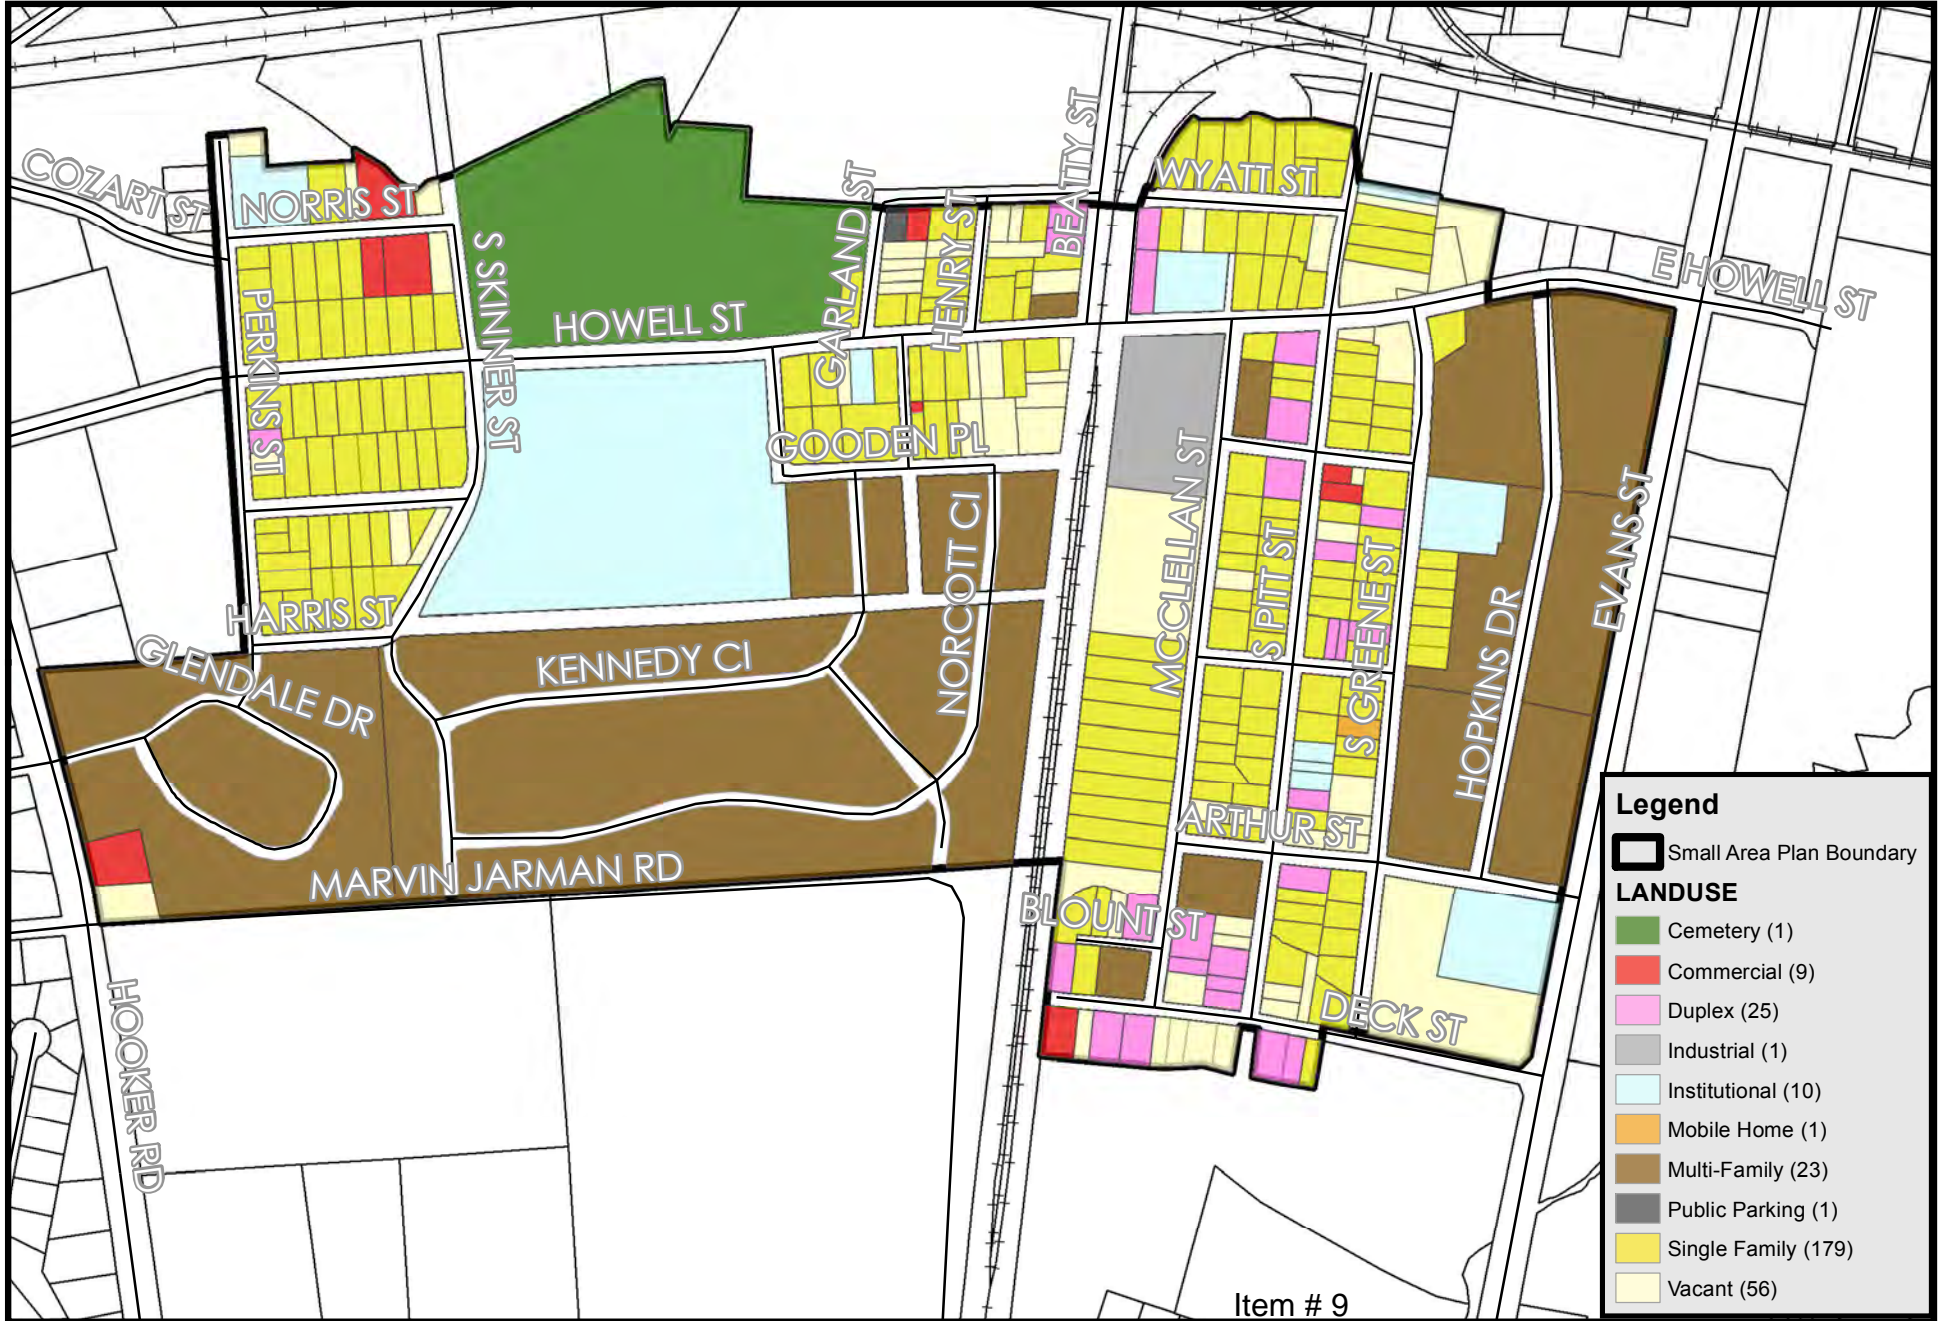 BEATTY ST
COZART ST
NORRIS ST
WYATT ST
GARLAND ST
HENRY ST
S SKINNER ST
E HOWELL ST
PERKINS ST
HOWELL ST
GOODEN PL
MCCLELLAN ST
S PITT ST
S GREENE ST
EVANS ST
NORCOTT CI
HARRIS ST
GLENDALE DR
KENNEDY CI
HOPKINS DR
ARTHUR ST
MARVIN JARMAN RD
BLOUNT ST
DECK ST
HOOKER RD
Legend
Small Area Plan Boundary
LANDUSE
Cemetery (1)
Commercial (9)
Duplex (25)
Industrial (1)
Institutional (10)
Mobile Home (1)
Multi-Family (23)
Public Parking (1)
Single Family (179)
Vacant (56)
Item # 9